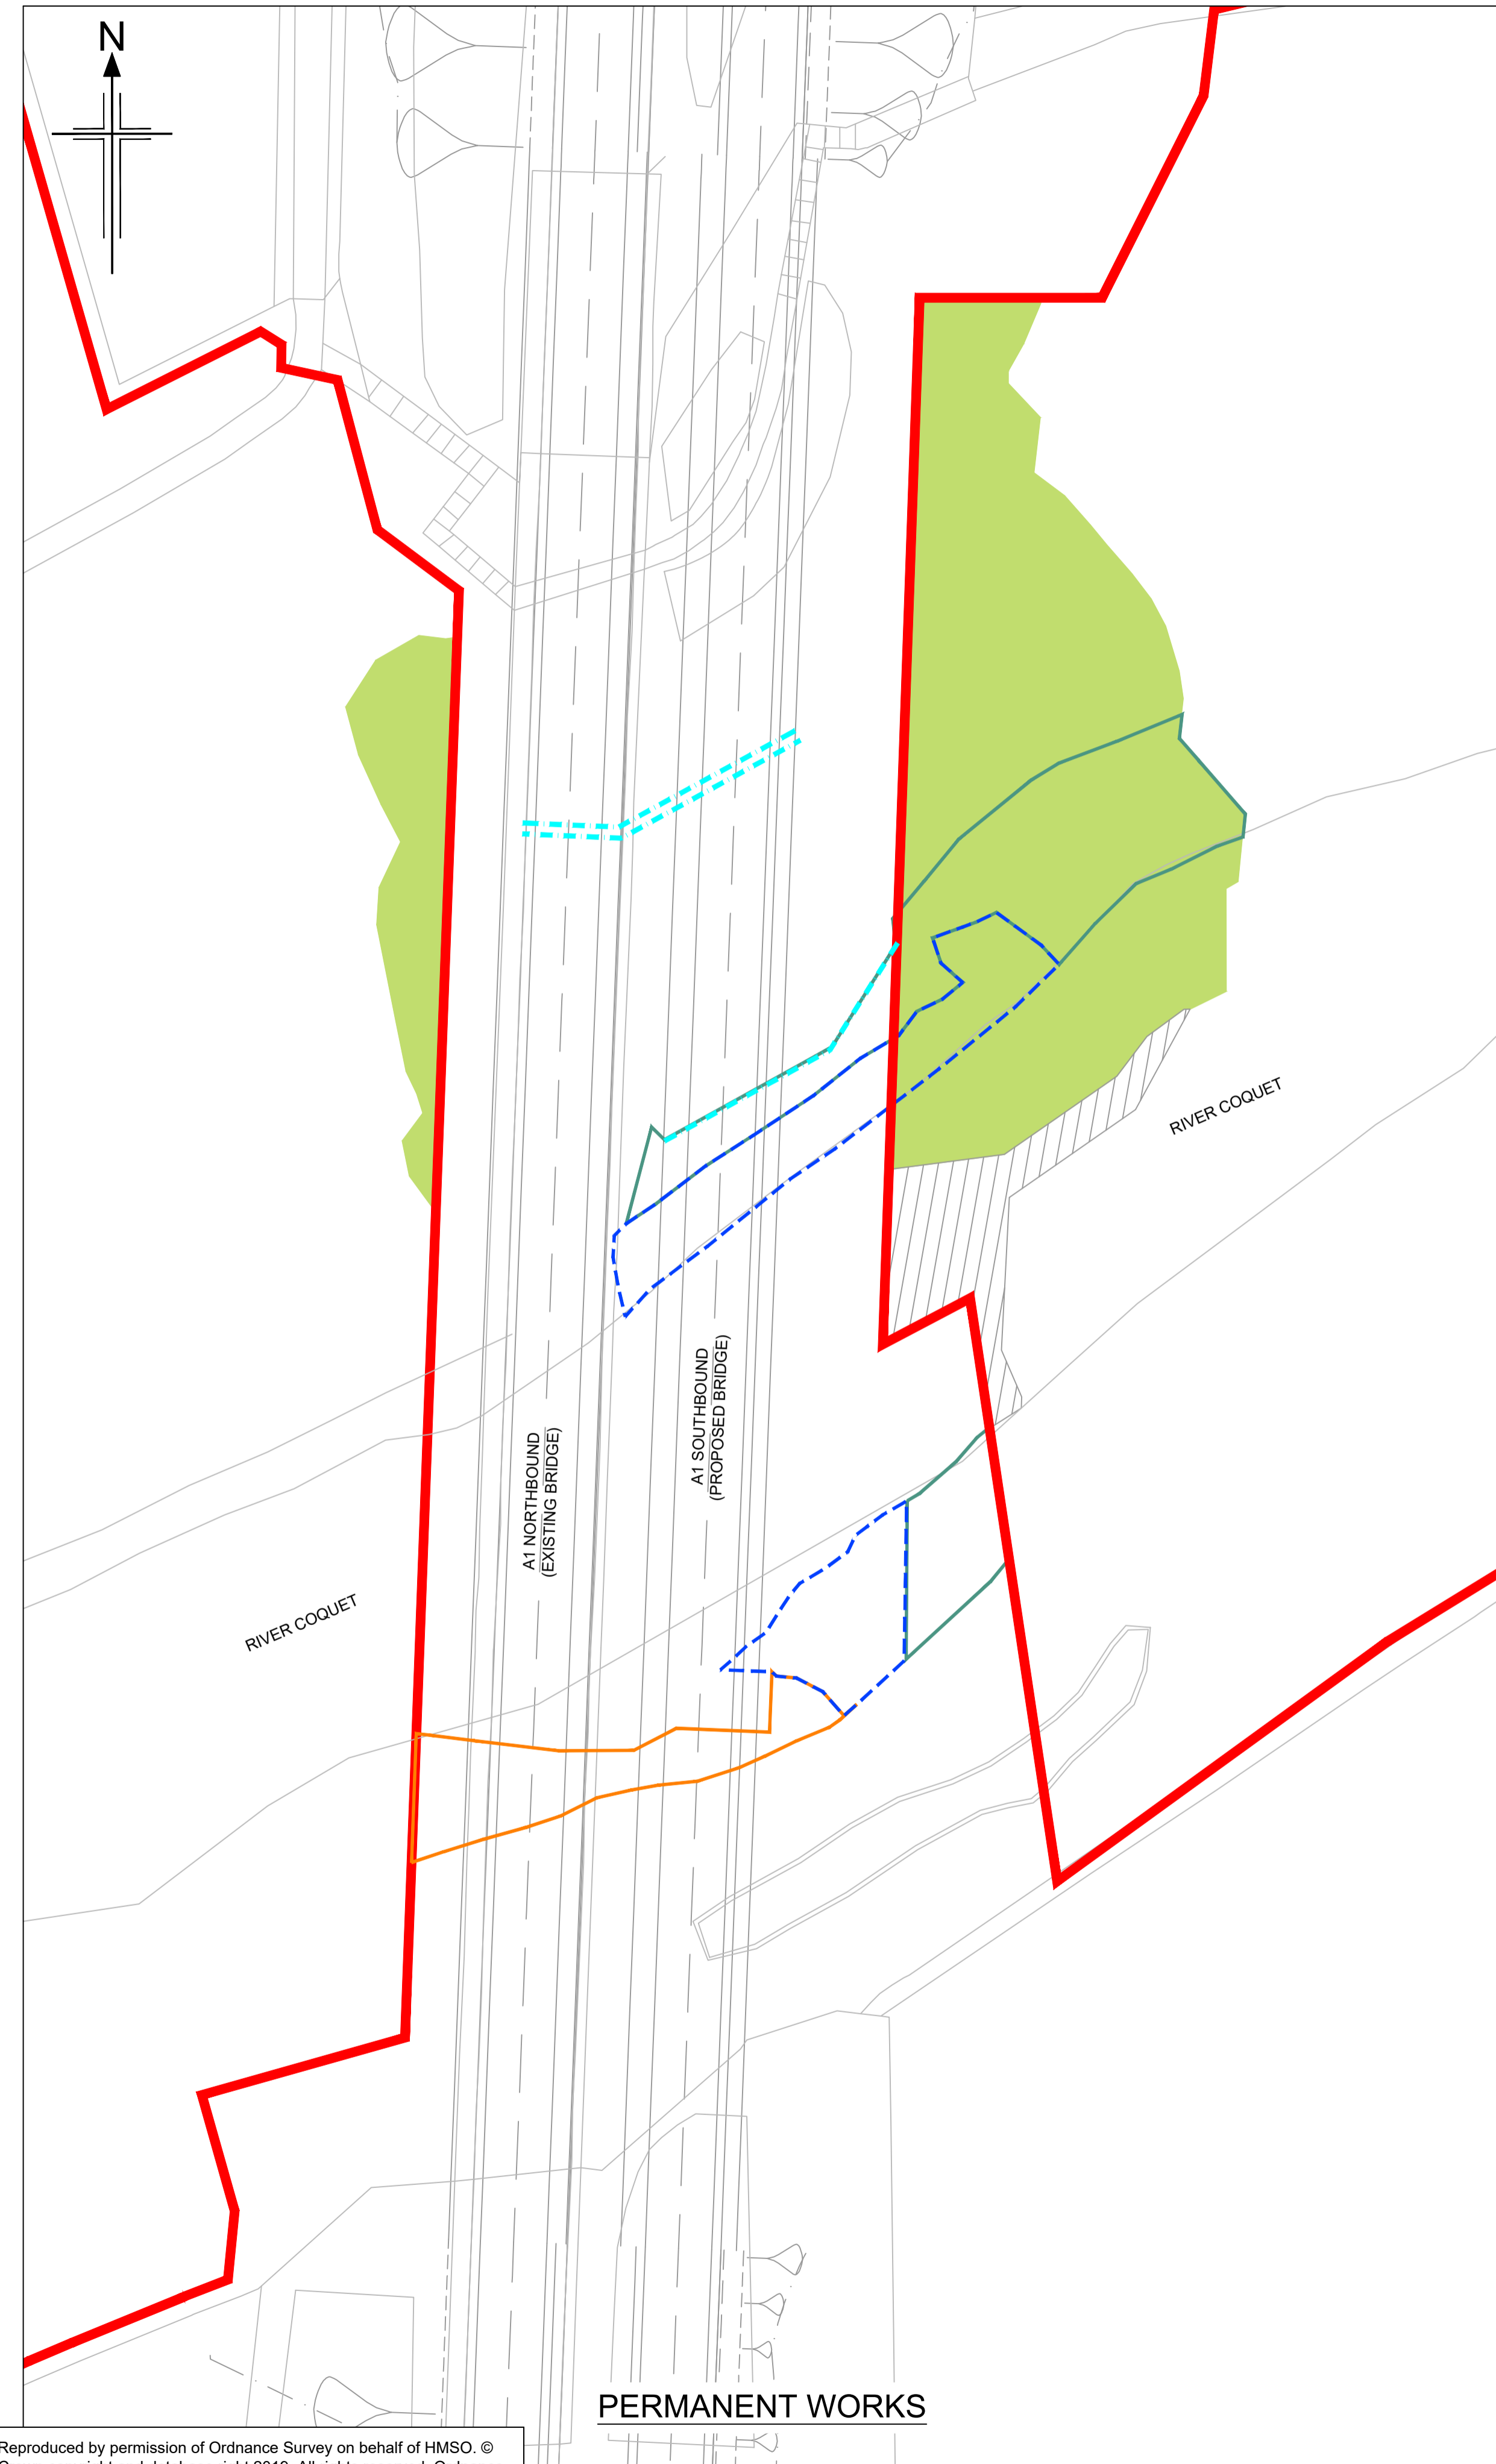 N
RIVER COQUET
A1 SOUTHBOUND
(PROPOSED BRIDGE)
A1 NORTHBOUND
(EXISTING BRIDGE)
RIVER COQUET
PERMANENT WORKS
Reproduced by permission of Ordnance Survey on behalf of HMSO. ©